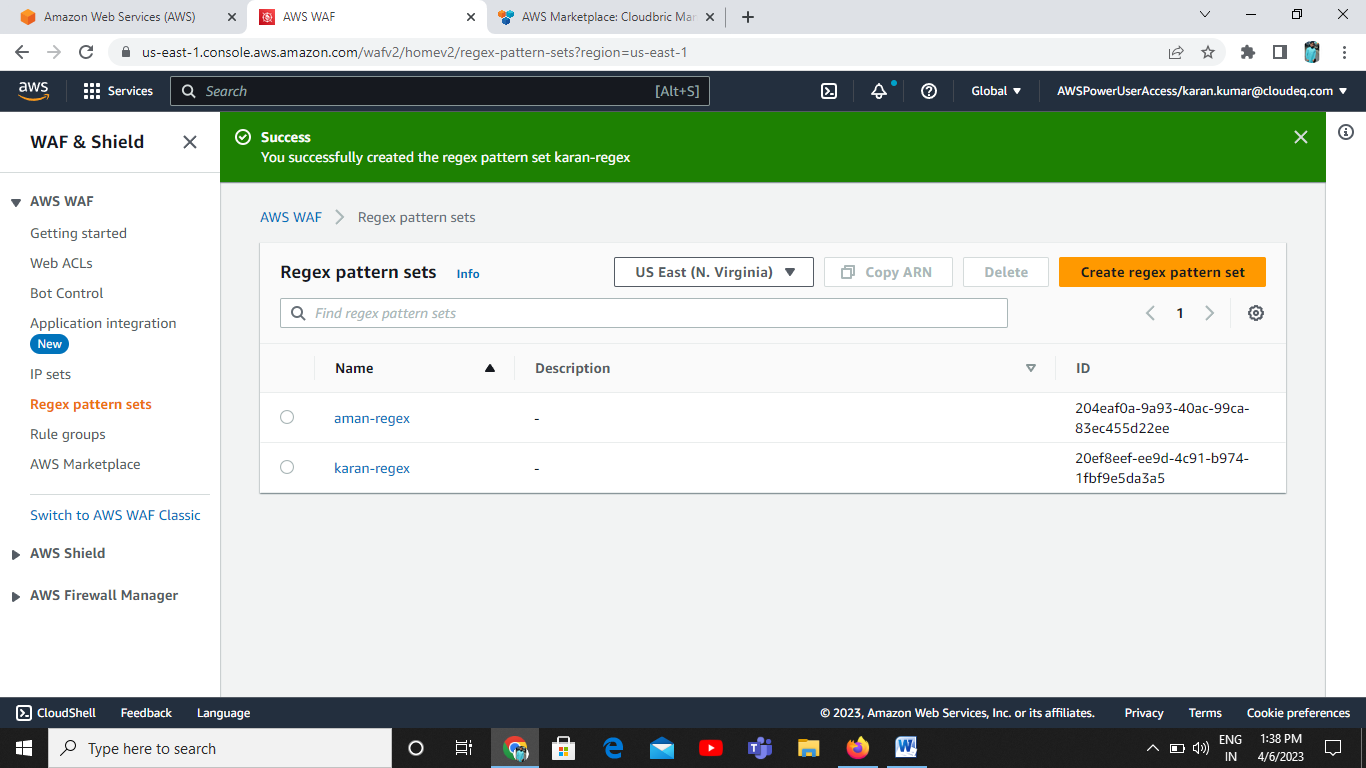 Amazon Web Services (AWS)
AWS WAF
AWS Marketplace: Cloudbric Mar
us-east-1.console.aws.amazon.com/wafv2/homev2/regex-pattern-sets?region=us-east-1
aws
Services
Search
[Alt+S]
Global
AWSPowerUserAccess/karan.kumar@cloudeq.com
WAF & Shield
AWS WAF
Getting started
Web ACLs
Bot Control
Application integration
New
IP sets
Regex pattern sets
Rule groups
AWS Marketplace
Switch to AWS WAF Classic
AWS Shield
AWS Firewall Manager
Success
You successfully created the regex pattern set karan-regex
AWS WAF
Regex pattern sets
Regex pattern sets
Info
US East (N. Virginia)
Copy ARN
Delete
Create regex pattern set
Find regex pattern sets
1
Name
Description
ID
aman-regex
-
204eaf0a-9a93-40ac-99ca-
83ec455d22ee
karan-regex
-
20ef8eef-ee9d-4c91-b974-
1fbf9e5da3a5
CloudShell
Feedback
Language
© 2023, Amazon Web Services, Inc. or its affiliates.
Privacy
Terms
Cookie preferences
Type here to search
ENG
IN
1:38 PM
4/6/2023